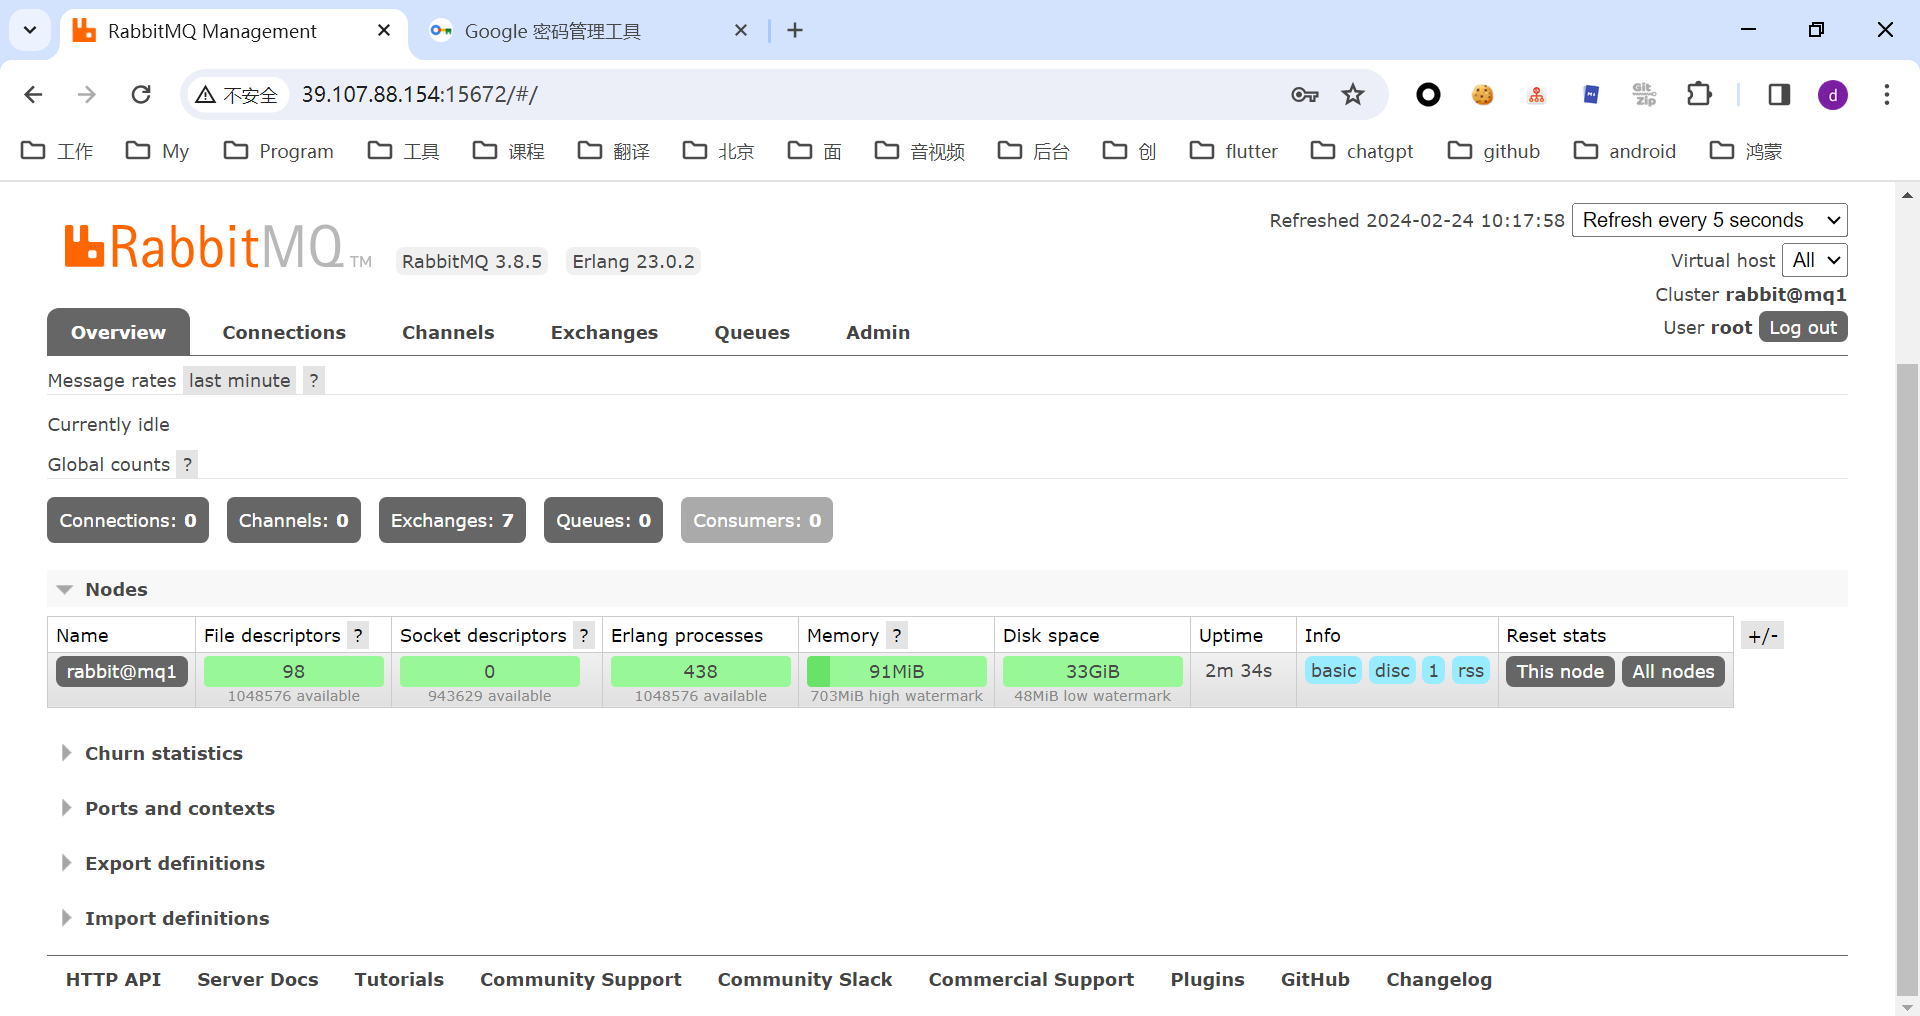 RabbitMQ Management
Google 密码管理工具
不安全 39.107.88.154:15672/#/
Git Zip
d
工作 My Program 工具 课程 翻译 北京 面 音视频 后台 创 flutter chatgpt github android 鸿蒙
RabbitMQ TM RabbitMQ 3.8.5 Erlang 23.0.2
Refreshed 2024-02-24 10:17:58 Refresh every 5 seconds
Virtual host All
Cluster rabbit@mq1
User root Log out
Overview Connections Channels Exchanges Queues Admin
Message rates last minute ?
Currently idle
Global counts ?
Connections: 0 Channels: 0 Exchanges: 7 Queues: 0 Consumers: 0
Nodes
Name File descriptors ? Socket descriptors ? Erlang processes Memory ? Disk space Uptime Info Reset stats +/-
rabbit@mq1 98 0 438 91MiB 33GiB 2m 34s basic disc 1 rss This node All nodes
1048576 available 943629 available 1048576 available 703MiB high watermark 48MiB low watermark
Churn statistics
Ports and contexts
Export definitions
Import definitions
HTTP API Server Docs Tutorials Community Support Community Slack Commercial Support Plugins GitHub Changelog